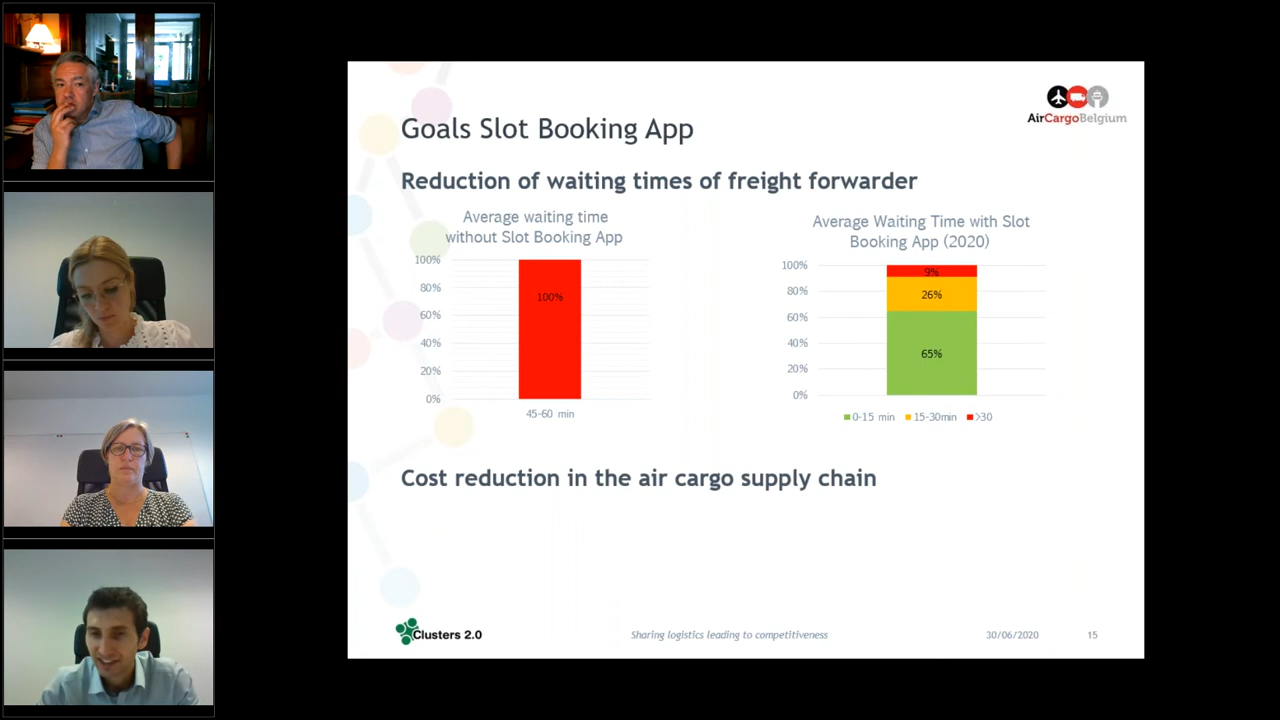 AirCargoBelgium
Goals Slot Booking App
Reduction of waiting times of freight forwarder
Average waiting time
without Slot Booking App
100%
80%
60%
40%
20%
0%
100%
45-60 min
Average Waiting Time with Slot
Booking App (2020)
100%
80%
60%
40%
20%
0%
9%
26%
65%
0-15 min 15-30min >30
Cost reduction in the air cargo supply chain
Clusters 2.0
Sharing logistics leading to competitiveness
30/06/2020
15